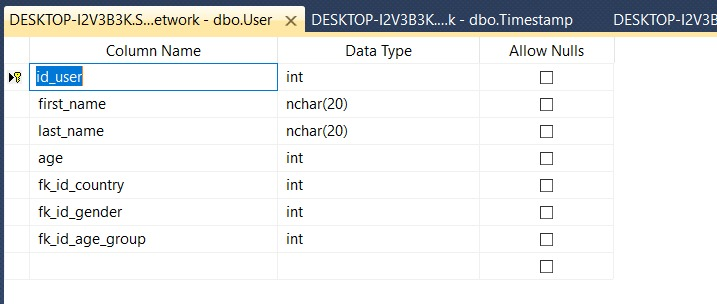 DESKTOP-I2V3B3K.S...etwork - dbo.User DESKTOP-I2V3B3K....k - dbo.Timestamp DESKTOP-I2V3B
Column Name Data Type Allow Nulls
id_user int
first_name nchar(20)
last_name nchar(20)
age int
fk_id_country int
fk_id_gender int
fk_id_age_group int